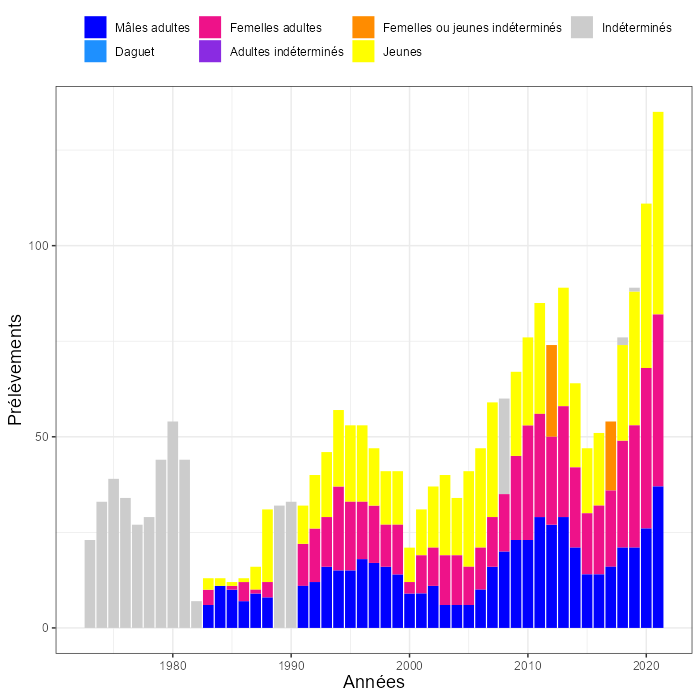 Mâles adultes Femelles adultes Femelles ou jeunes indéterminés Indéterminés
Daguet Adultes indéterminés Jeunes
Prélèvements
100
50
0
1980 1990 2000 2010 2020
Années